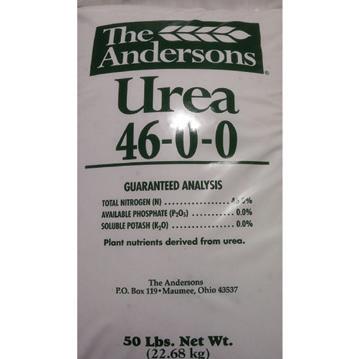 The
Andersons®
Urea
46-0-0
GUARANTEED ANALYSIS
TOTAL NITROGEN (N) .................. 46.0%
AVAILABLE PHOSPHATE (P₂O₅) ............ 0.0%
SOLUBLE POTASH (K₂O) ................... 0.0%
Plant nutrients derived from urea.
The Andersons
P.O. Box 119•Maumee, Ohio 43537
50 Lbs. Net Wt.
(22.68 kg)